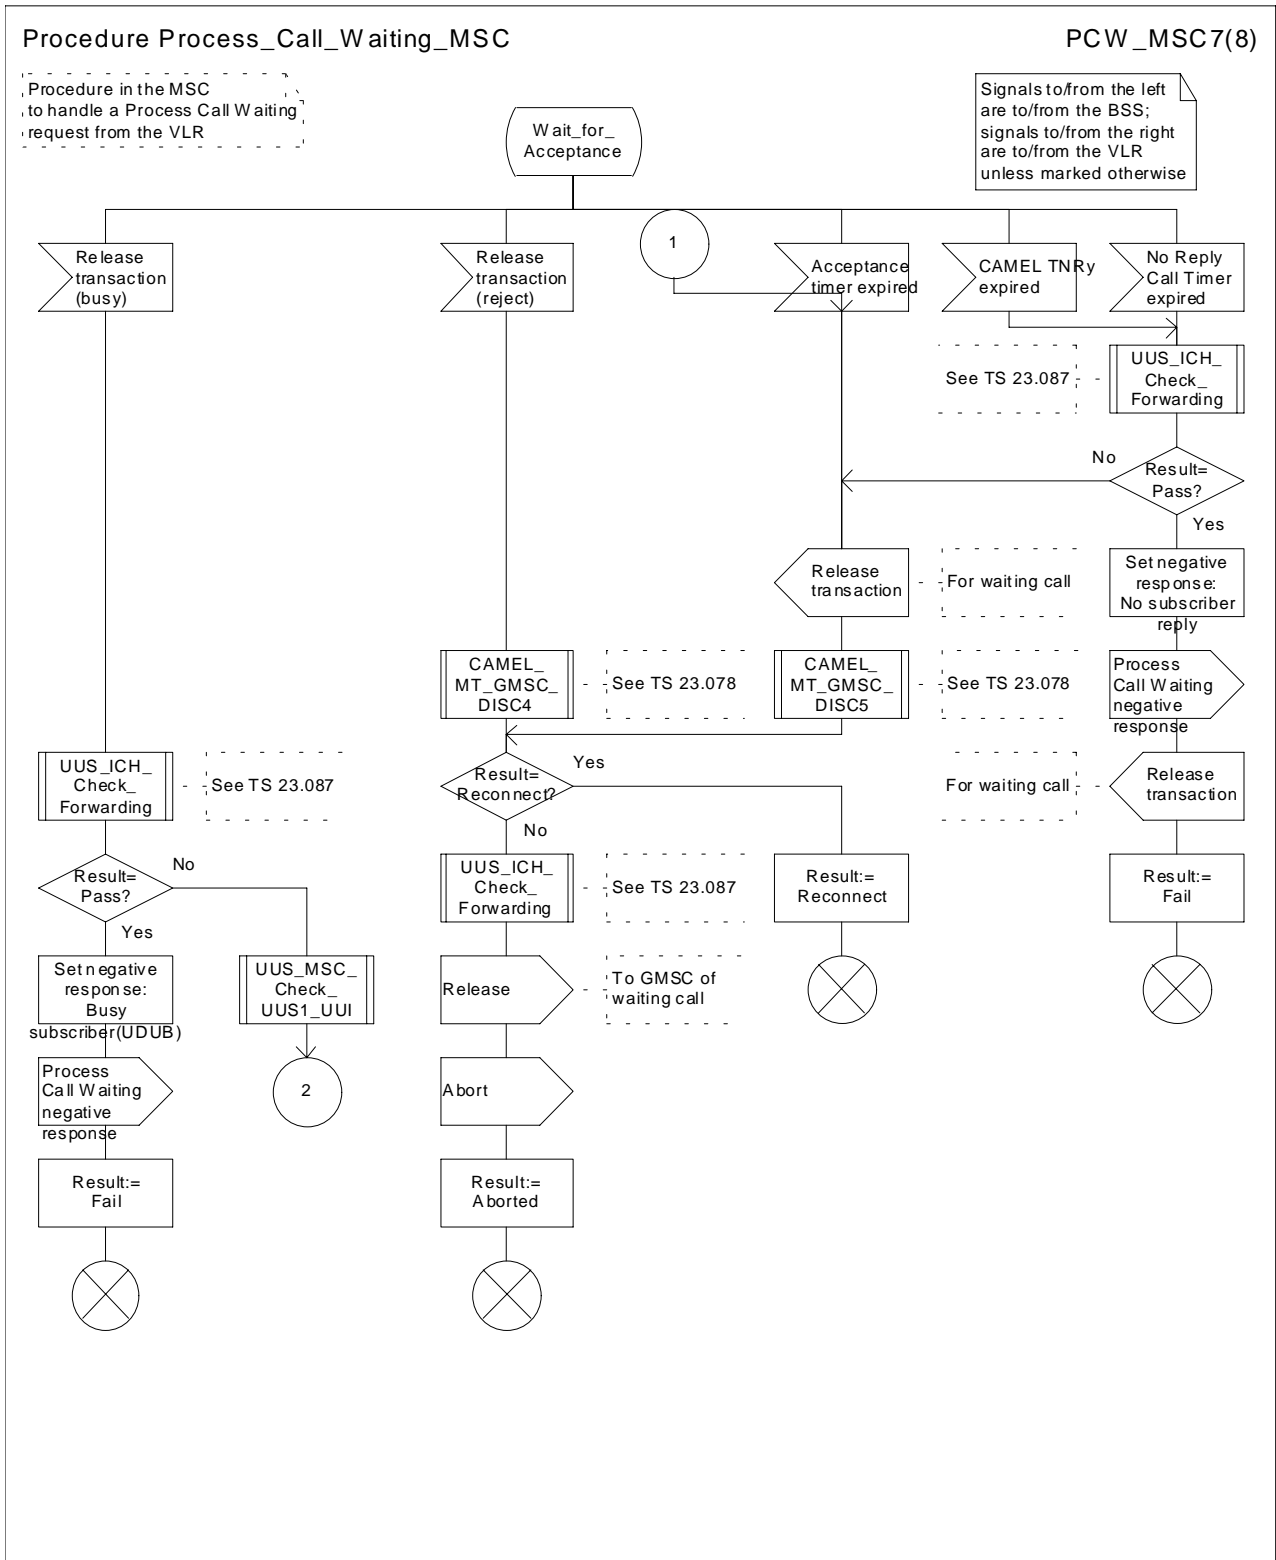 Procedure Process_Call_Waiting_MSC
PCW_MSC7(8)
Procedure in the MSC
to handle a Process Call Waiting
request from the VLR
Signals to/from the left
are to/from the BSS;
signals to/from the right
are to/from the VLR
unless marked otherwise
Wait_for_
Acceptance
1
Release
transaction
(busy)
Release
transaction
(reject)
Acceptance
timer expired
CAMEL TNRy
expired
No Reply
Call Timer
expired
See TS 23.087
UUS_ICH_
Check_
Forwarding
No
Result=
Pass?
Yes
Release
transaction
For waiting call
Set negative
response:
No subscriber
reply
CAMEL_
MT_GMSC_
DISC4
See TS 23.078
CAMEL_
MT_GMSC_
DISC5
See TS 23.078
Process
Call Waiting
negative
response
UUS_ICH_
Check_
Forwarding
See TS 23.087
Result=
Reconnect?
Yes
No
For waiting call
Release
transaction
Result=
Pass?
No
Yes
UUS_ICH_
Check_
Forwarding
See TS 23.087
Result:=
Reconnect
Result:=
Fail
Set negative
response:
Busy
subscriber(UDUB)
UUS_MSC_
Check_
UUS1_UUI
Release
To GMSC of
waiting call
Process
Call Waiting
negative
response
2
Abort
Result:=
Fail
Result:=
Aborted